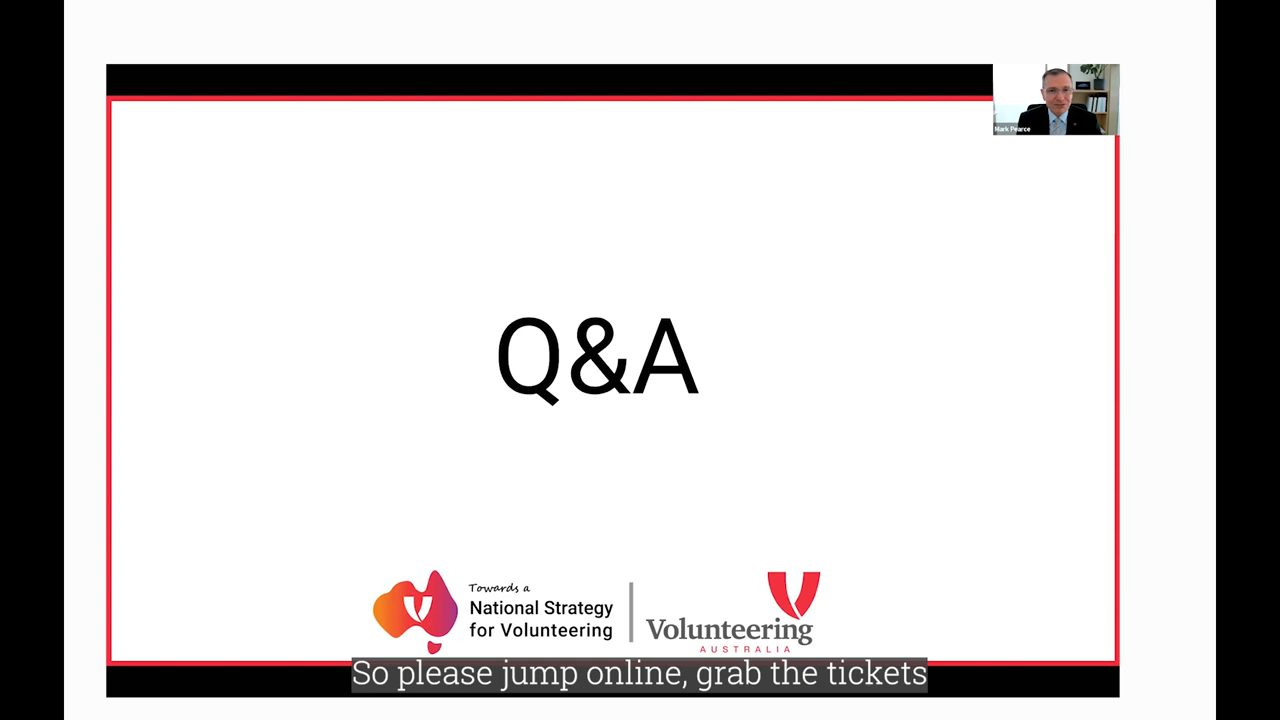 Mark Pearce
Q&A
Towards a
National Strategy
for Volunteering
Volunteering
AUSTRALIA
So please jump online, grab the tickets